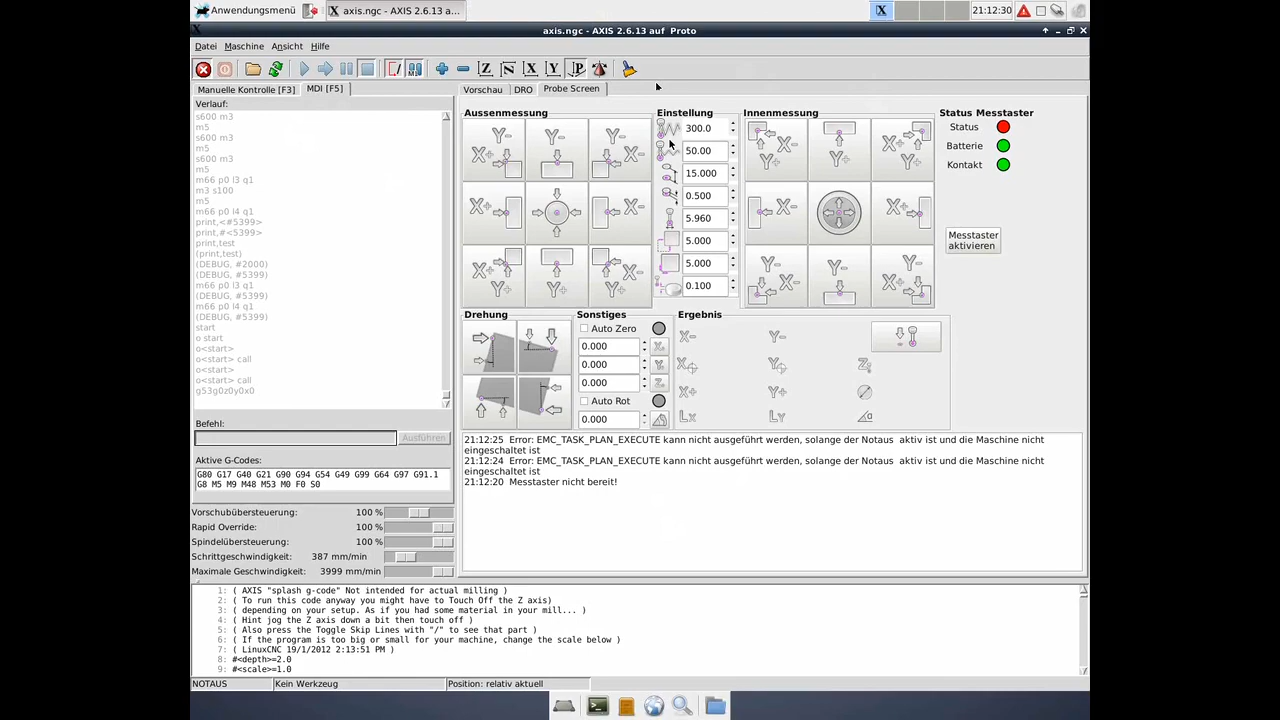 Anwendungsmenü
axis.ngc - AXIS 2.6.13 a...
21:12:30
axis.ngc - AXIS 2.6.13 auf Proto
Datei Maschine Ansicht Hilfe
Manuelle Kontrolle [F3]
MDI [F5]
Vorschau
DRO
Probe Screen
Verlauf:
s600 m3
m5
s600 m3
m5
s600 m3
m5
m66 p0 l3 q1
m3 s100
m5
m66 p0 l4 q1
print,<#5399>
print,#<5399>
print,test
(print,test)
(DEBUG, #2000)
(DEBUG, #5399)
m66 p0 l3 q1
(DEBUG, #5399)
m66 p0 l4 q1
(DEBUG, #5399)
start
o start
o<start>
o<start> call
o<start>
o<start> call
g53g0z0y0x0
Befehl:
Ausführen
Aktive G-Codes:
G80 G17 G40 G21 G90 G94 G54 G49 G99 G64 G97 G91.1
G8 M5 M9 M48 M53 M0 F0 S0
Vorschubübersteuerung: 100 %
Rapid Override: 100 %
Spindelübersteuerung: 100 %
Schrittgeschwindigkeit: 387 mm/min
Maximale Geschwindigkeit: 3999 mm/min
Aussenmessung
Y- Y- Y-
X+ X-
X+ X-
X+ X-
Y+ Y+ Y+
Einstellung
300.0
50.00
15.000
0.500
5.960
5.000
5.000
0.100
Innenmessung
X- X+
Y+ Y+ Y+
X- X+
Y- Y- Y-
X- X+
Status Messtaster
Status
Batterie
Kontakt
Messtaster
aktivieren
Drehung
Sonstiges
Auto Zero
0.000
0.000
0.000
Auto Rot
0.000
Ergebnis
X- Y-
X Y Z
X+ Y+
Lx Ly a
21:12:25 Error: EMC_TASK_PLAN_EXECUTE kann nicht ausgeführt werden, solange der Notaus aktiv ist und die Maschine nicht
eingeschaltet ist
21:12:24 Error: EMC_TASK_PLAN_EXECUTE kann nicht ausgeführt werden, solange der Notaus aktiv ist und die Maschine nicht
eingeschaltet ist
21:12:20 Messtaster nicht bereit!
1: ( AXIS "splash g-code" Not intended for actual milling )
2: ( To run this code anyway you might have to Touch Off the Z axis)
3: ( depending on your setup. As if you had some material in your mill... )
4: ( Hint jog the Z axis down a bit then touch off )
5: ( Also press the Toggle Skip Lines with "/" to see that part )
6: ( If the program is too big or small for your machine, change the scale below )
7: ( LinuxCNC 19/1/2012 2:13:51 PM )
8: #<depth>=2.0
9: #<scale>=1.0
NOTAUS
Kein Werkzeug
Position: relativ aktuell